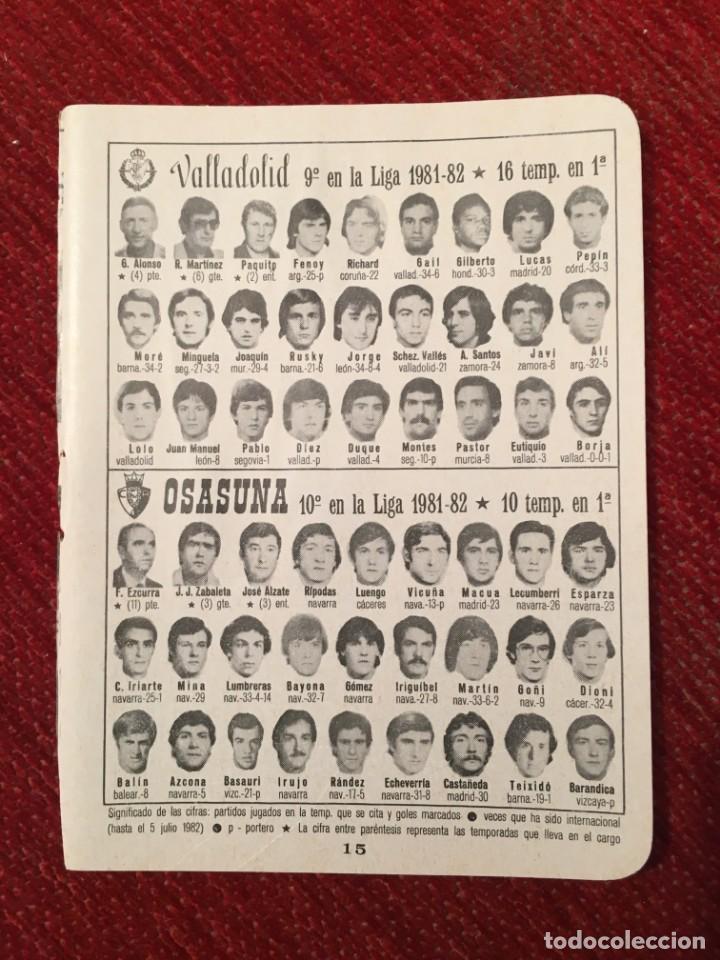 Valladolid 9º en la Liga 1981-82 ★ 16 temp. en 1ª
G. Alonso R. Martínez Paquito Fenoy Richard Gail Gilberto Lucas Pepín
★ (4) pte. ★ (6) gte. ★ (2) ent. arg.-25-p coruña-22 vallad.-34-6 hond.-30-3 madrid-20 córd.-33-3
Moré Minguela Joaquín Rusky Jorge Schez. Vallés A. Santos Javi Alí
barna.-34-2 seg.-27-3-2 mur.-29-4 barna.-21-6 león-34-8-4 valladolid-21 zamora-24 zamora-8 arg.-32-5
Lolo Juan Manuel Pablo Díez Duque Montes Pastor Eutiquio Borja
valladolid león-8 segovia-1 vallad.-p vallad.-4 seg.-10-p murcia-8 vallad.-3 vallad.-0-0-1
OSASUNA 10º en la Liga 1981-82 ★ 10 temp. en 1ª
F. Ezcurra J. J. Zabaleta José Alzate Rípodas Luengo Vicuña Macua Lecumberri Esparza
★ (11) pte. ★ (3) gte. ★ (3) ent. navarra cáceres nava.-13-p madrid-23 navarra-26 navarra-23
C. Iriarte Mina Lumbreras Bayona Gómez Iriguíbel Martín Goñi Dioni
navarra-25-1 nav.-29 nav.-33-4-14 nav.-32-7 navarra nava.-27-8 nav.-33-6-2 nav.-9 cácer.-32-4
Balín Azcona Basauri Irujo Rández Echeverría Castañeda Teixidó Barandica
balear.-8 navarra-5 vizc.-21-p navarra nav.-17-5 navarra-31-8 madrid-30 barna.-19-1 vizcaya-p
Significado de las cifras: partidos jugados en la temp. que se cita y goles marcados ● veces que ha sido internacional
(hasta el 5 julio 1982) ● p - portero ★ La cifra entre paréntesis representa las temporadas que lleva en el cargo
15
todocoleccion
todocoleccion.net